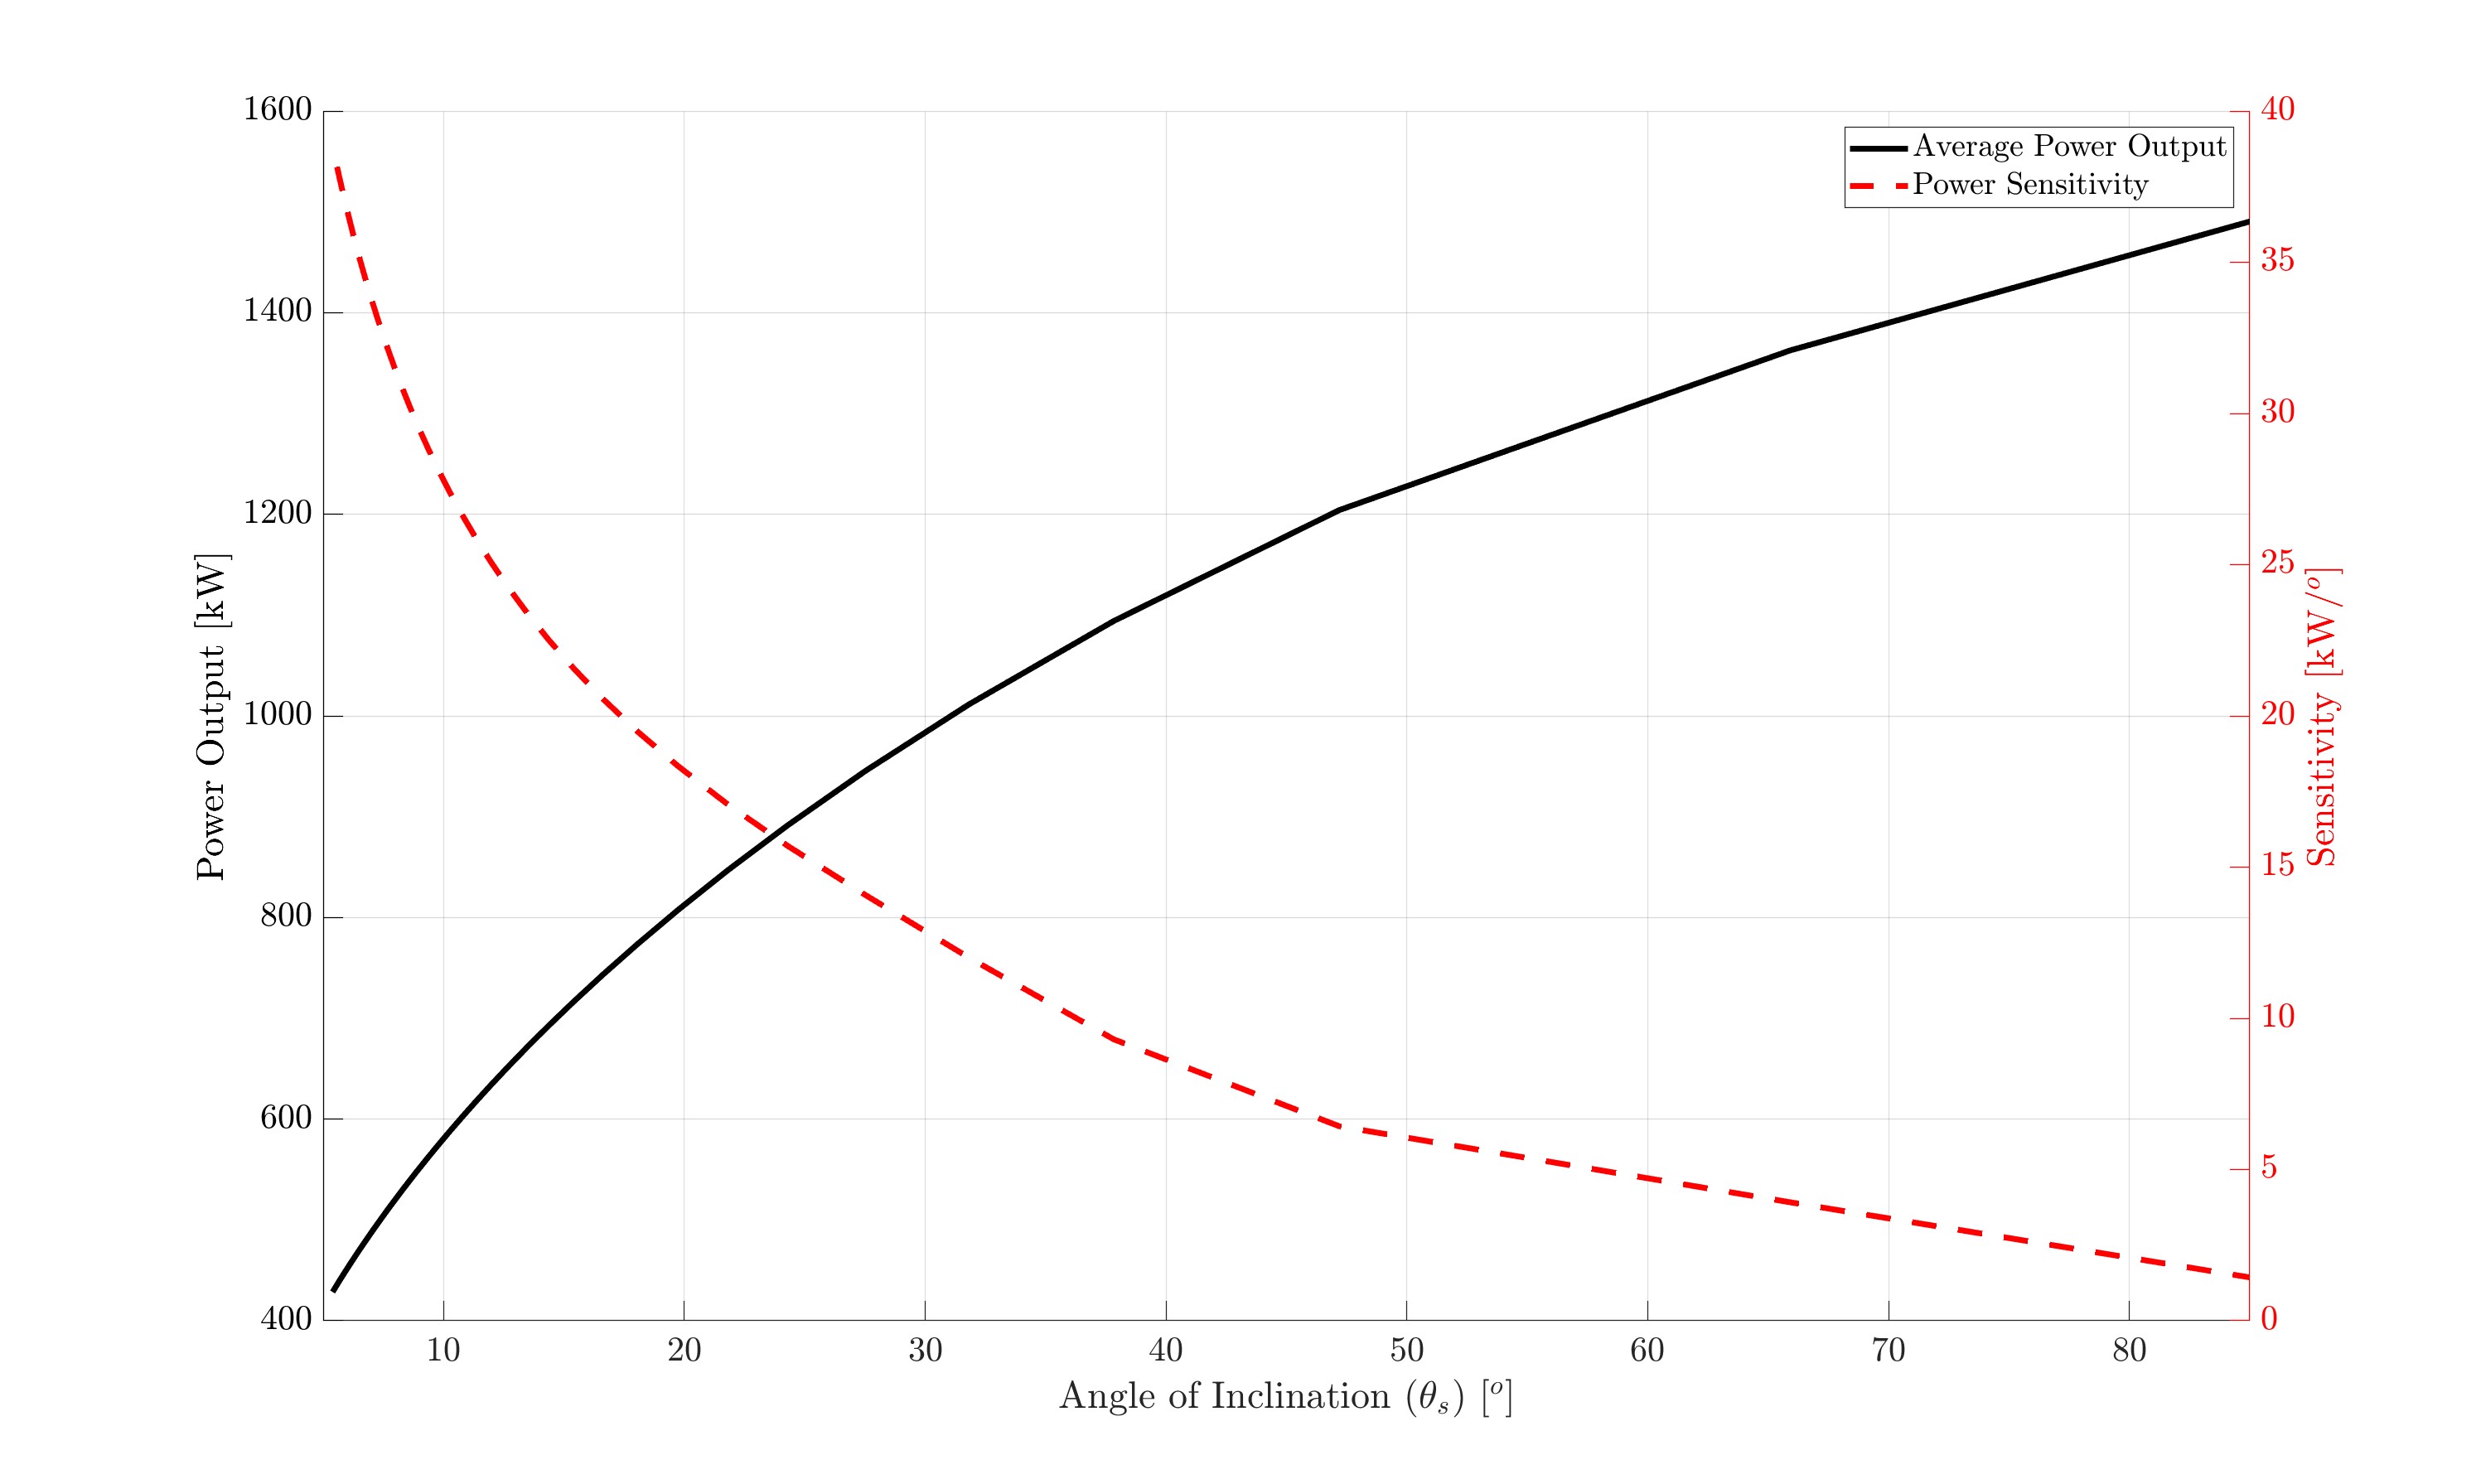 1600
1400
1200
1000
800
600
400
Power Output [kW]
40
35
30
25
20
15
10
5
0
Sensitivity [kW/°]
Average Power Output
Power Sensitivity
10 20 30 40 50 60 70 80
Angle of Inclination (θₛ) [°]